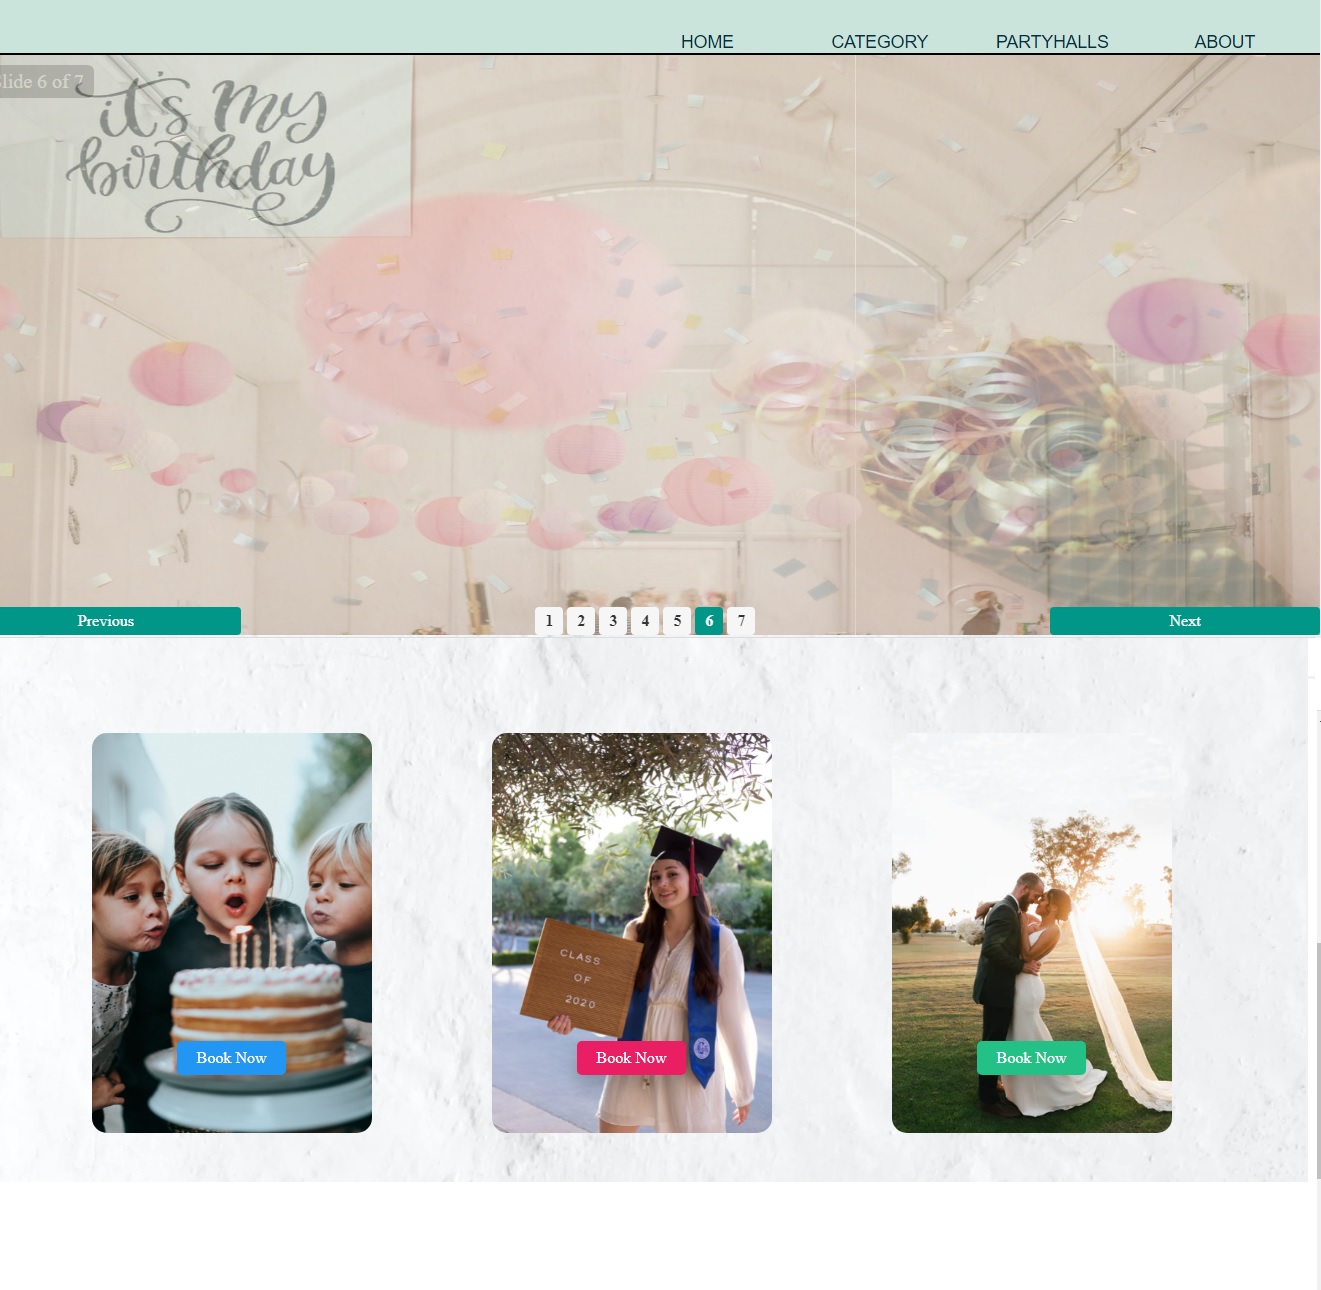 HOME CATEGORY PARTYHALLS ABOUT
Slide 6 of 7
it's my
birthday
Previous 1 2 3 4 5 6 7 Next
CLASS
OF
2020
Book Now Book Now Book Now